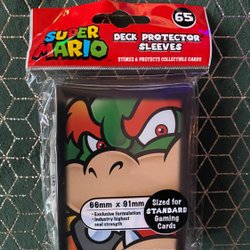 SUPER
MARIO
DECK PROTECTOR
SLEEVES
65
STORES & PROTECTS COLLECTIBLE CARDS
66mm x 91mm
• Exclusive formulation
• Industry highest
seal strength
Sized for
STANDARD
Gaming
Cards